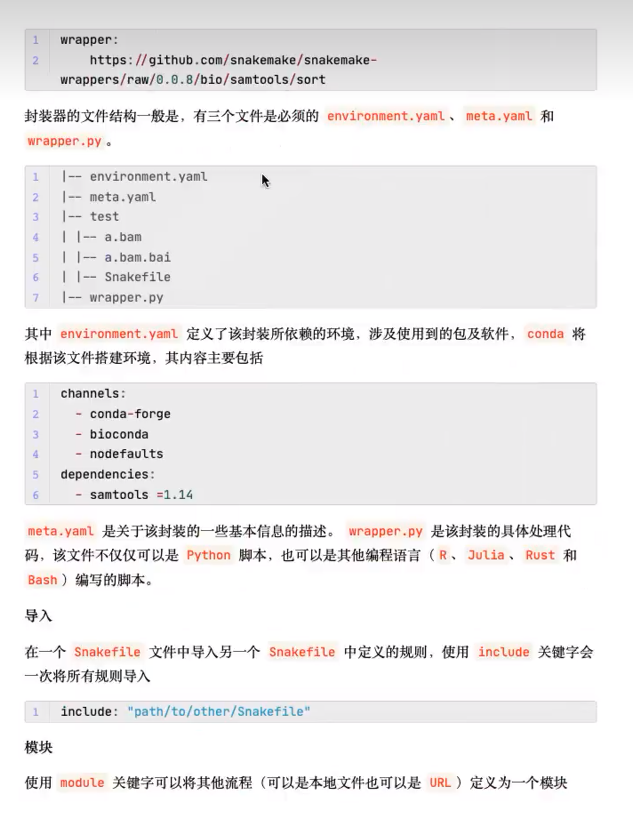 1 wrapper:
2 https://github.com/snakemake/snakemake-
wrappers/raw/0.0.8/bio/samtools/sort
封装器的文件结构一般是，有三个文件是必须的 environment.yaml 、 meta.yaml 和
wrapper.py 。
1 |-- environment.yaml
2 |-- meta.yaml
3 |-- test
4 | |-- a.bam
5 | |-- a.bam.bai
6 | |-- Snakefile
7 |-- wrapper.py
其中 environment.yaml 定义了该封装所依赖的环境，涉及使用到的包及软件， conda 将
根据该文件搭建环境，其内容主要包括
1 channels:
2 - conda-forge
3 - bioconda
4 - nodefaults
5 dependencies:
6 - samtools =1.14
meta.yaml 是关于该封装的一些基本信息的描述。 wrapper.py 是该封装的具体处理代
码，该文件不仅仅可以是 Python 脚本，也可以是其他编程语言（ R 、 Julia 、 Rust 和
Bash ）编写的脚本。
导入
在一个 Snakefile 文件中导入另一个 Snakefile 中定义的规则，使用 include 关键字会
一次将所有规则导入
1 include: "path/to/other/Snakefile"
模块
使用 module 关键字可以将其他流程（可以是本地文件也可以是 URL ）定义为一个模块